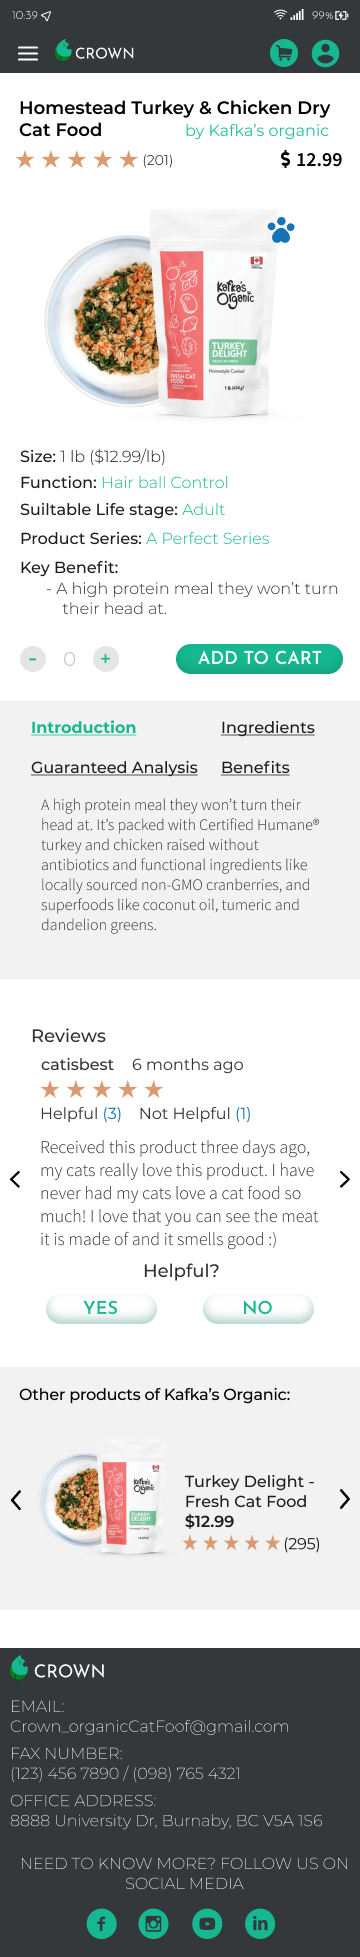 10:39 99%
CROWN
Homestead Turkey & Chicken Dry
Cat Food by Kafka's organic
(201) $ 12.99
Kafka's
Organic
TURKEY
DELIGHT
Homestyle Cooked
FRESH CAT
FOOD
1 lb (454g)
Size: 1 lb ($12.99/lb)
Function: Hair ball Control
Suiltable Life stage: Adult
Product Series: A Perfect Series
Key Benefit:
- A high protein meal they won't turn
their head at.
- 0 + ADD TO CART
Introduction Ingredients
Guaranteed Analysis Benefits
A high protein meal they won't turn their
head at. It's packed with Certified Humane®
turkey and chicken raised without
antibiotics and functional ingredients like
locally sourced non-GMO cranberries, and
superfoods like coconut oil, tumeric and
dandelion greens.
Reviews
catisbest 6 months ago
Helpful (3) Not Helpful (1)
Received this product three days ago,
my cats really love this product. I have
never had my cats love a cat food so
much! I love that you can see the meat
it is made of and it smells good :)
Helpful?
YES NO
Other products of Kafka's Organic:
Kafka's
Organic
TURKEY
DELIGHT
Turkey Delight -
Fresh Cat Food
$12.99
(295)
CROWN
EMAIL:
Crown_organicCatFoof@gmail.com
FAX NUMBER:
(123) 456 7890 / (098) 765 4321
OFFICE ADDRESS:
8888 University Dr, Burnaby, BC V5A 1S6
NEED TO KNOW MORE? FOLLOW US ON
SOCIAL MEDIA